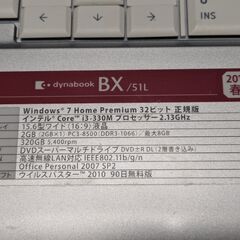 dynabook BX/51L
201
春
Windows® 7 Home Premium 32ビット 正規版
インテル® Core™ i3-330M プロセッサー 2.13GHz
15.6型ワイド(16:9)液晶
2GB (2GB×1) PC3-8500(DDR3-1066)／最大8GB
320GB 5,400rpm
DVDスーパーマルチドライブ DVD±R DL(2層書き込み)
高速無線LAN対応 IEEE802.11b/g/n
Office Personal 2007 SP2
ソフト ウイルスバスター™ 2010 90日無料版